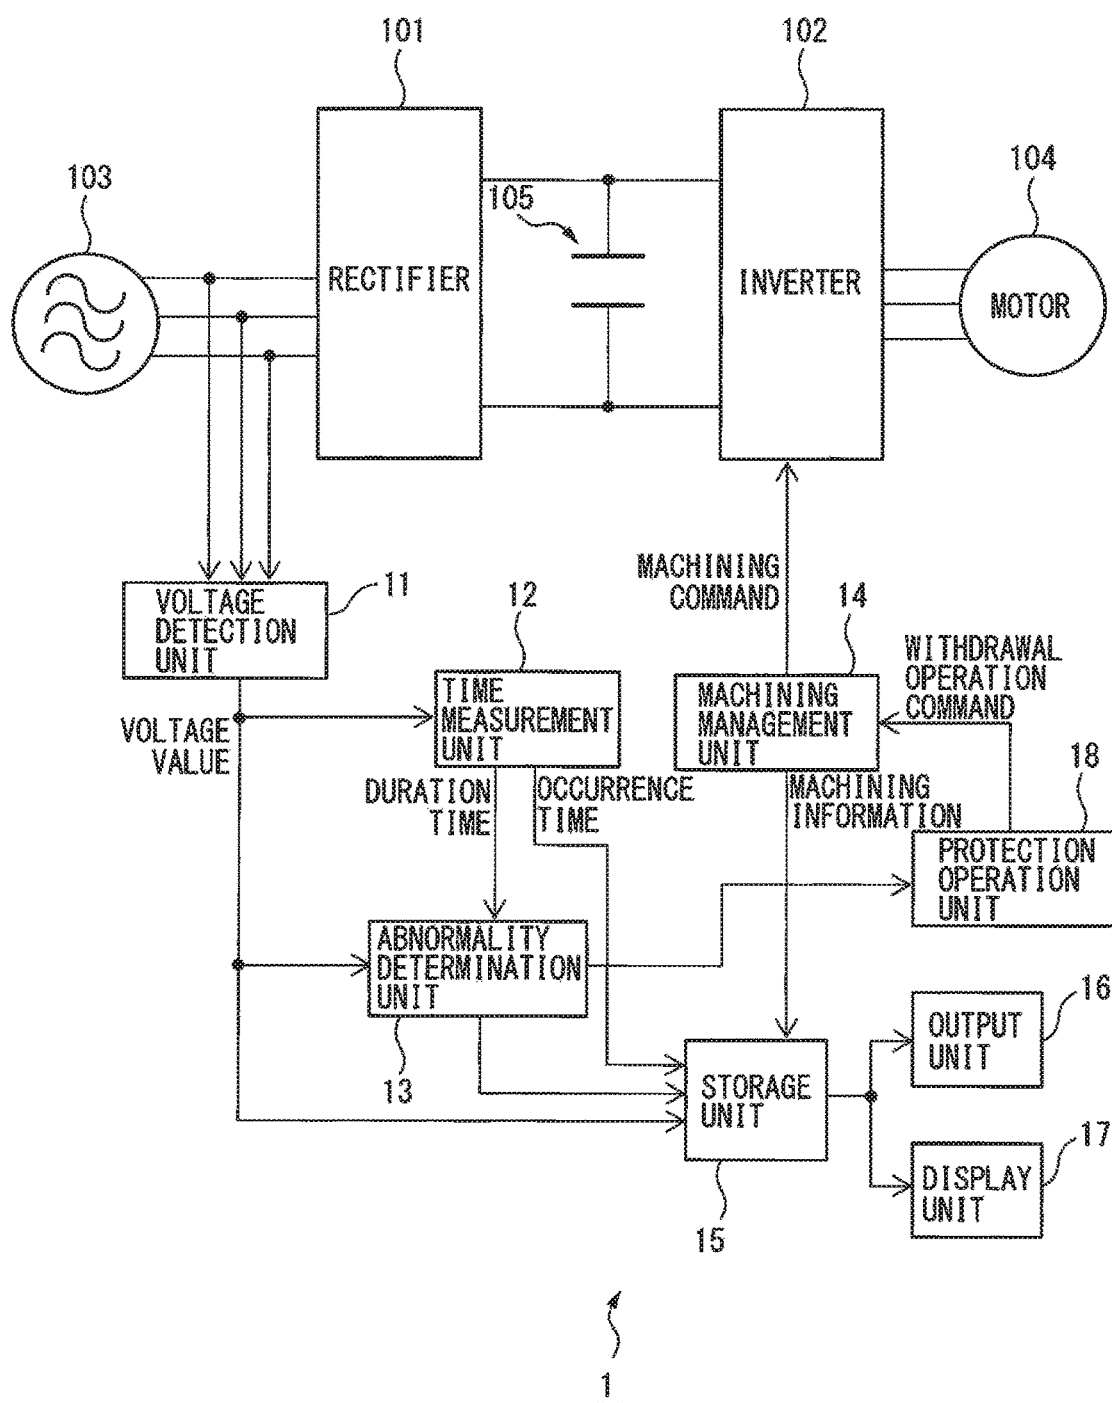 101
102
103
104
105
RECTIFIER
INVERTER
MOTOR
MACHINING
COMMAND
11
12
14
VOLTAGE
DETECTION
UNIT
WITHDRAWAL
OPERATION
COMMAND
TIME
MEASUREMENT
UNIT
MACHINING
MANAGEMENT
UNIT
VOLTAGE
VALUE
DURATION
TIME
OCCURRENCE
TIME
MACHINING
INFORMATION
18
PROTECTION
OPERATION
UNIT
ABNORMALITY
DETERMINATION
UNIT
13
16
OUTPUT
UNIT
STORAGE
UNIT
17
DISPLAY
UNIT
15
1